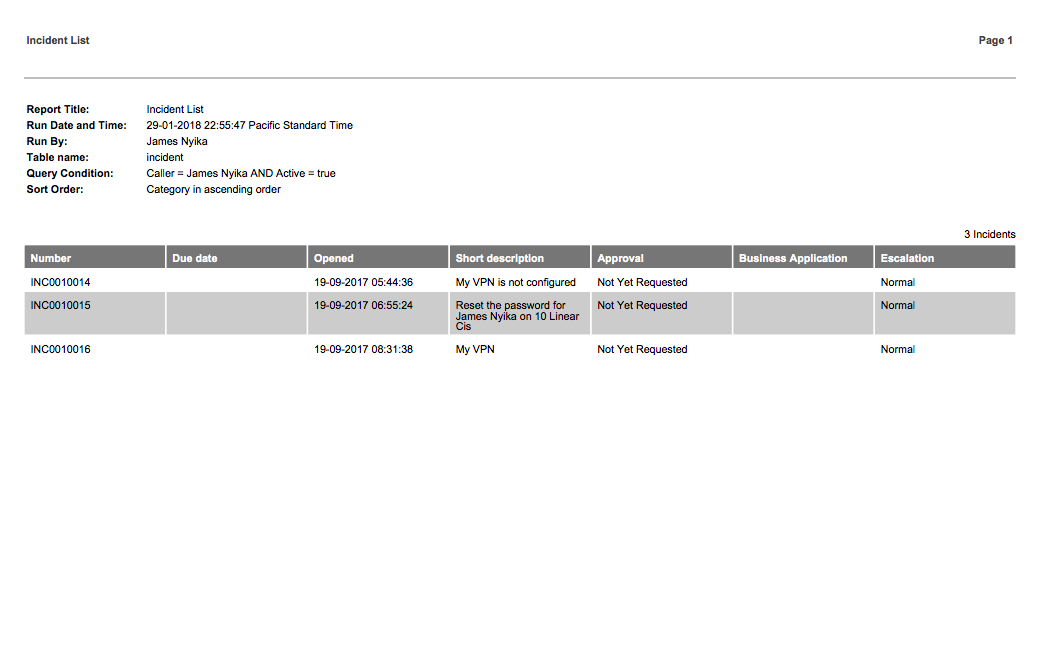 Incident List Page 1
Report Title: Incident List
Run Date and Time: 29-01-2018 22:55:47 Pacific Standard Time
Run By: James Nyika
Table name: incident
Query Condition: Caller = James Nyika AND Active = true
Sort Order: Category in ascending order
3 Incidents
Number Due date Opened Short description Approval Business Application Escalation
INC0010014 19-09-2017 05:44:36 My VPN is not configured Not Yet Requested Normal
INC0010015 19-09-2017 06:55:24 Reset the password for Not Yet Requested Normal
James Nyika on 10 Linear
Cis
INC0010016 19-09-2017 08:31:38 My VPN Not Yet Requested Normal